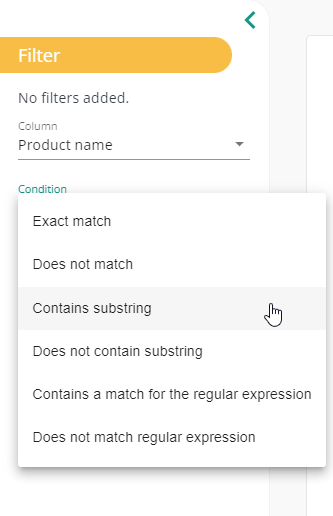 Filter
No filters added.
Column
Product name
Condition
Exact match
Does not match
Contains substring
Does not contain substring
Contains a match for the regular expression
Does not match regular expression